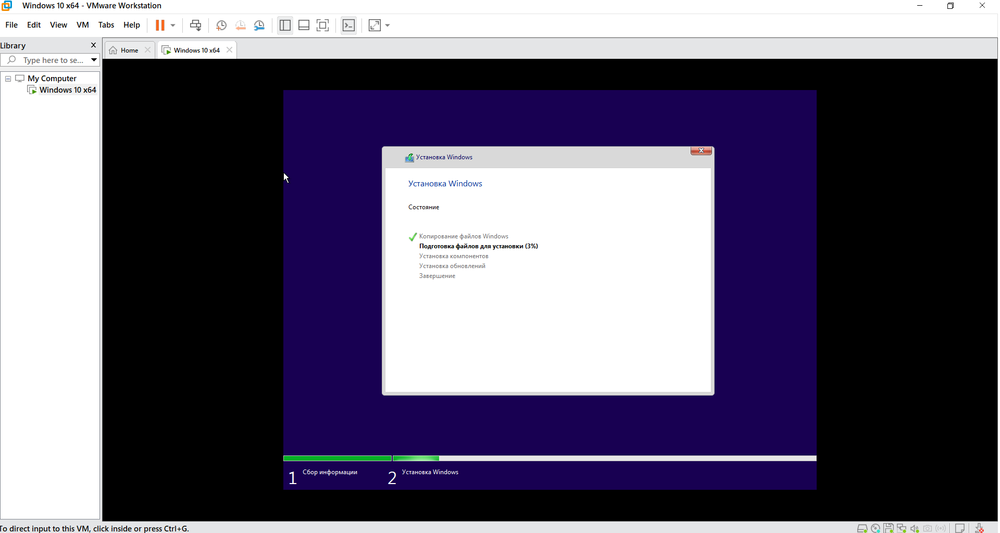 Windows 10 x64 - VMware Workstation
File Edit View VM Tabs Help
Library
Home
Windows 10 x64
Type here to se...
My Computer
Windows 10 x64
Установка Windows
Установка Windows
Состояние
Копирование файлов Windows
Подготовка файлов для установки (3%)
Установка компонентов
Установка обновлений
Завершение
1 Сбор информации
2 Установка Windows
To direct input to this VM, click inside or press Ctrl+G.